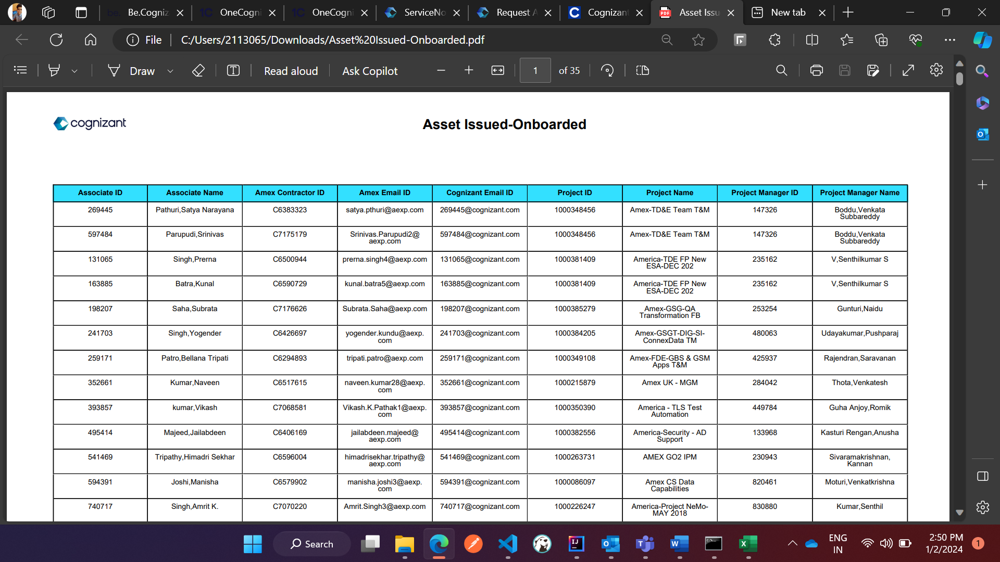 Be.Cogniz
OneCogni
OneCogni
ServiceNo
Request A
Cognizant
Asset Issu
New tab
File
C:/Users/2113065/Downloads/Asset%20Issued-Onboarded.pdf
Draw
Read aloud
Ask Copilot
1
of 35
cognizant
Asset Issued-Onboarded
Associate ID Associate Name Amex Contractor ID Amex Email ID Cognizant Email ID Project ID Project Name Project Manager ID Project Manager Name
269445 Pathuri,Satya Narayana C6383323 satya.pthuri@aexp.com 269445@cognizant.com 1000348456 Amex-TD&E Team T&M 147326 Boddu,Venkata
Subbareddy
597484 Parupudi,Srinivas C7175179 Srinivas.Parupudi2@ 597484@cognizant.com 1000348456 Amex-TD&E Team T&M 147326 Boddu,Venkata
aexp.com Subbareddy
131065 Singh,Prerna C6500944 prerna.singh4@aexp.com 131065@cognizant.com 1000381409 America-TDE FP New 235162 V,Senthilkumar S
ESA-DEC 202
163885 Batra,Kunal C6590729 kunal.batra5@aexp.com 163885@cognizant.com 1000381409 America-TDE FP New 235162 V,Senthilkumar S
ESA-DEC 202
198207 Saha,Subrata C7176626 Subrata.Saha@aexp.com 198207@cognizant.com 1000385279 Amex-GSG-QA 253254 Gunturi,Naidu
Transformation FB
241703 Singh,Yogender C6426697 yogender.kundu@aexp. 241703@cognizant.com 1000384205 Amex-GSGT-DIG-SI- 480063 Udayakumar,Pushparaj
com ConnexData TM
259171 Patro,Bellana Tripati C6294893 tripati.patro@aexp.com 259171@cognizant.com 1000349108 Amex-FDE-GBS & GSM 425937 Rajendran,Saravanan
Apps T&M
352661 Kumar,Naveen C6517615 naveen.kumar28@aexp. 352661@cognizant.com 1000215879 Amex UK - MGM 284042 Thota,Venkatesh
com
393857 kumar,Vikash C7068581 Vikash.K.Pathak1@aexp. 393857@cognizant.com 1000350390 America - TLS Test 449784 Guha Anjoy,Romik
com Automation
495414 Majeed,Jailabdeen C6406169 jailabdeen.majeed@ 495414@cognizant.com 1000382556 America-Security - AD 133968 Kasturi Rengan,Anusha
aexp.com Support
541469 Tripathy,Himadri Sekhar C6596004 himadrisekhar.tripathy@ 541469@cognizant.com 1000263731 AMEX GO2 IPM 230943 Sivaramakrishnan,
aexp.com Kannan
594391 Joshi,Manisha C6579902 manisha.joshi3@aexp. 594391@cognizant.com 1000086097 Amex CS Data 820461 Moturi,Venkatkrishna
com Capabilities
740717 Singh,Amrit K. C7070220 Amrit.Singh3@aexp.com 740717@cognizant.com 1000226247 America-Project NeMo- 830880 Kumar,Senthil
MAY 2018
Search
ENG
IN
2:50 PM
1/2/2024
1